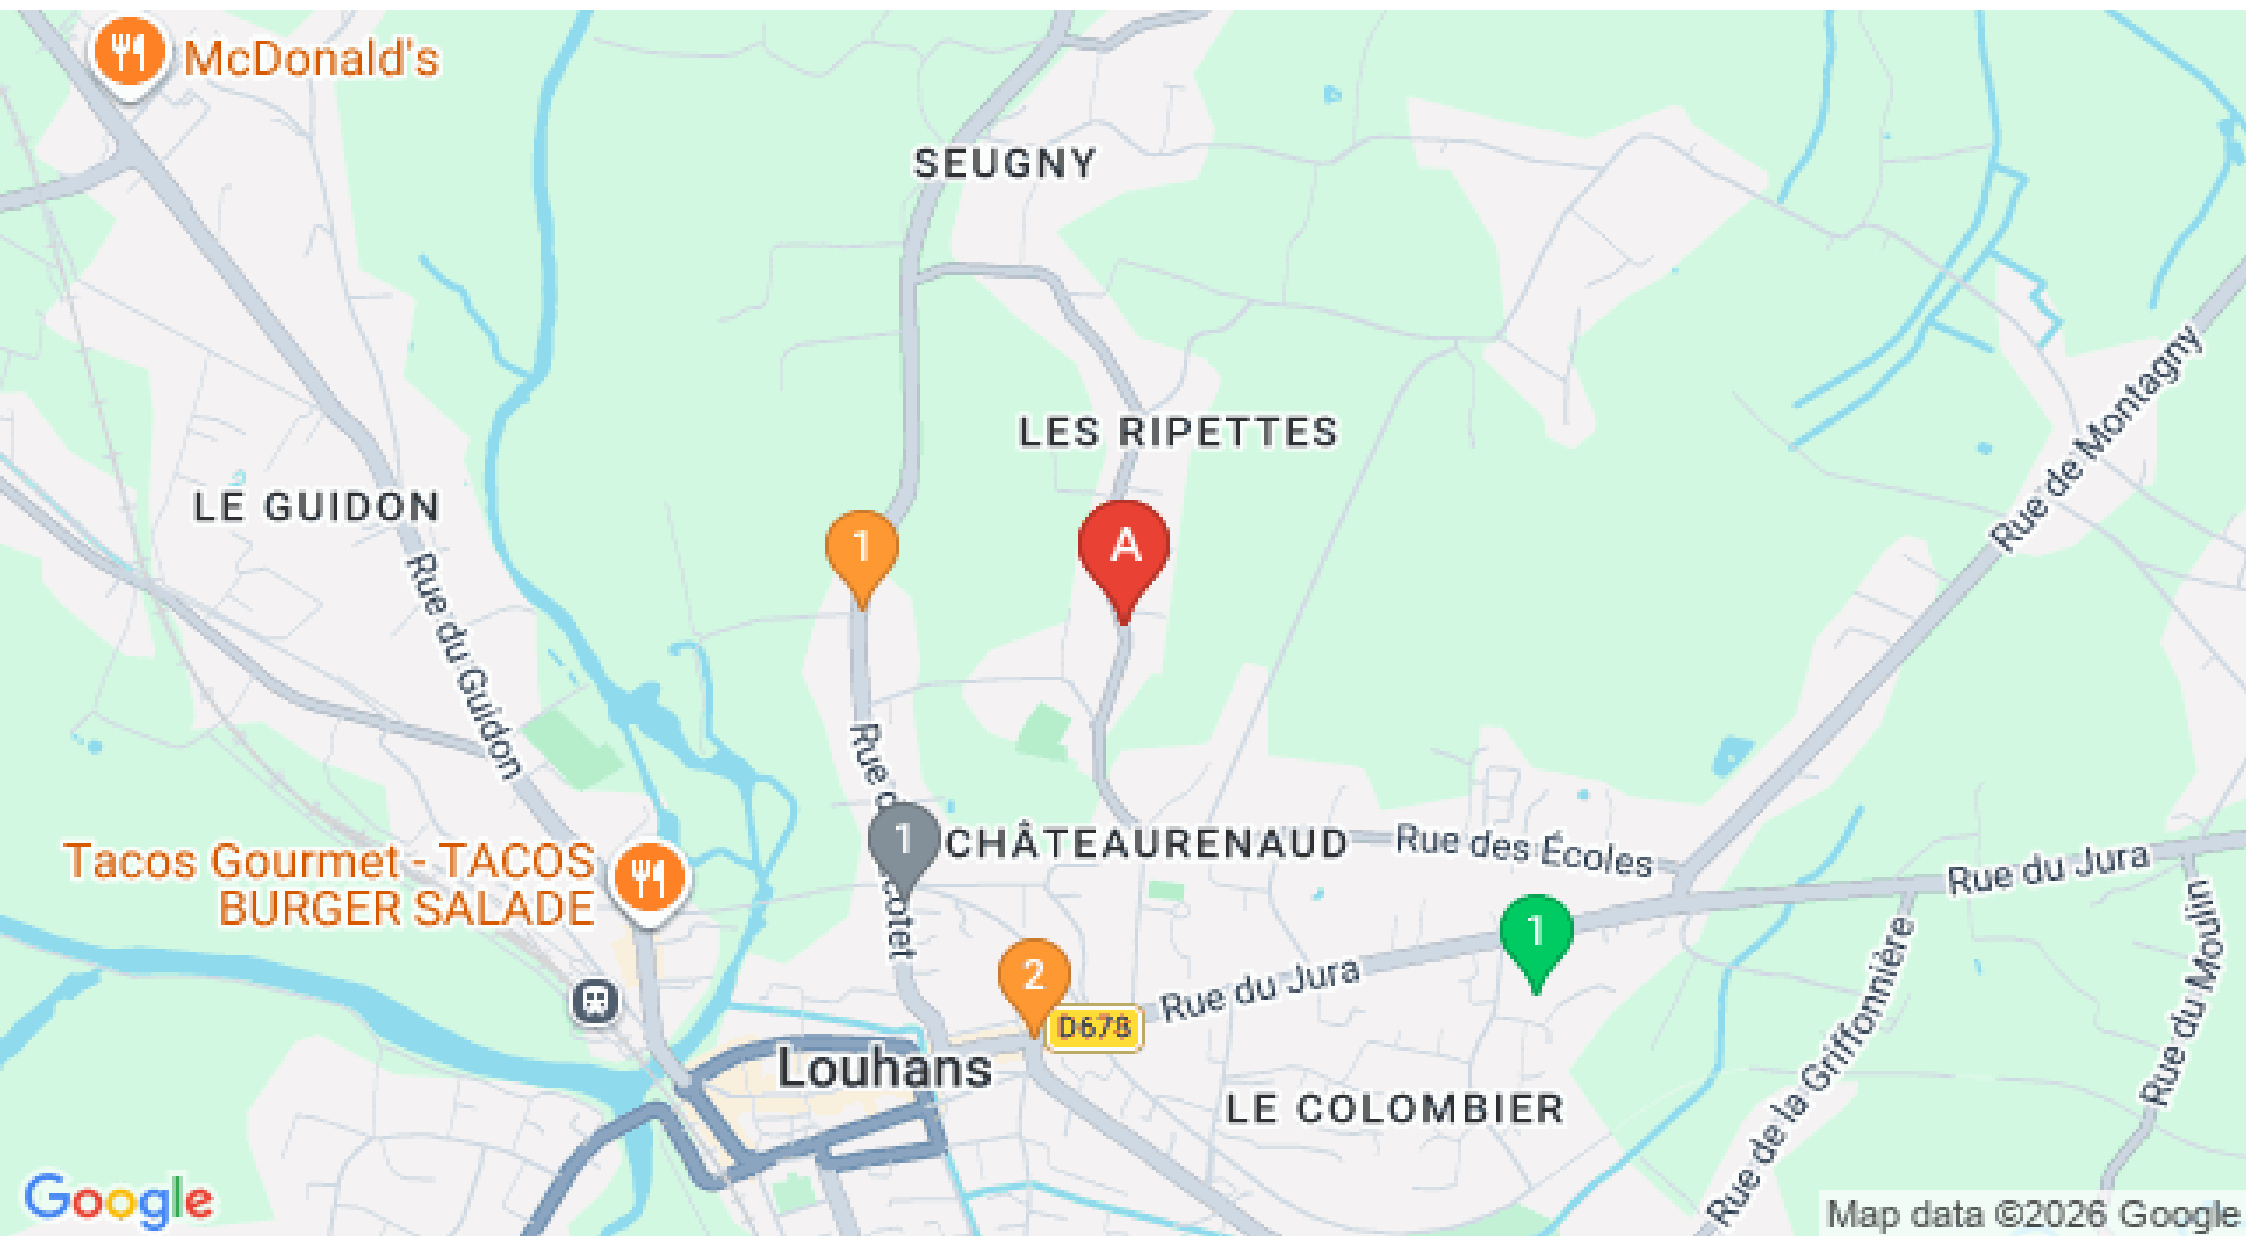 McDonald's
SEUGNY
LES RIPETTES
LE GUIDON
Rue de Montagny
1
A
Rue du Guidon
Rue d
otet
1
CHÂTEAURENAUD
Rue des Écoles
Rue du Jura
Tacos Gourmet - TACOS
BURGER SALADE
1
2
D678
Rue du Jura
Rue de la Griffonnière
Rue du Moulin
Louhans
LE COLOMBIER
Google
Map data ©2026 Google